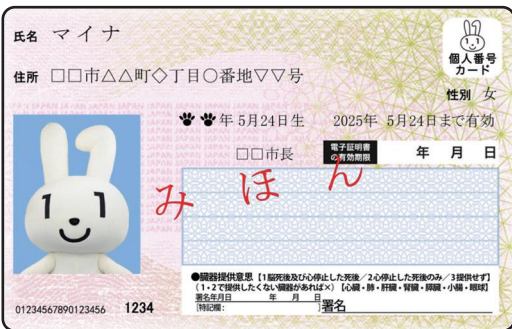 氏名 マイナ
個人番号
カード
住所 □□市△△町◇丁目○番地▽▽号
性別 女
年 5月24日生 2025年 5月24日まで有効
□□市長
電子証明書
の有効期限
年 月 日
みほん
1 1
●臓器提供意思【1脳死後及び心停止した死後／2心停止した死後のみ／3提供せず】
(1・2で提供したくない臓器があれば×)【心臓・肺・肝臓・腎臓・膵臓・小腸・眼球】
署名年月日 年 月 日
[特記欄: ]署名
01234567890123456 1234